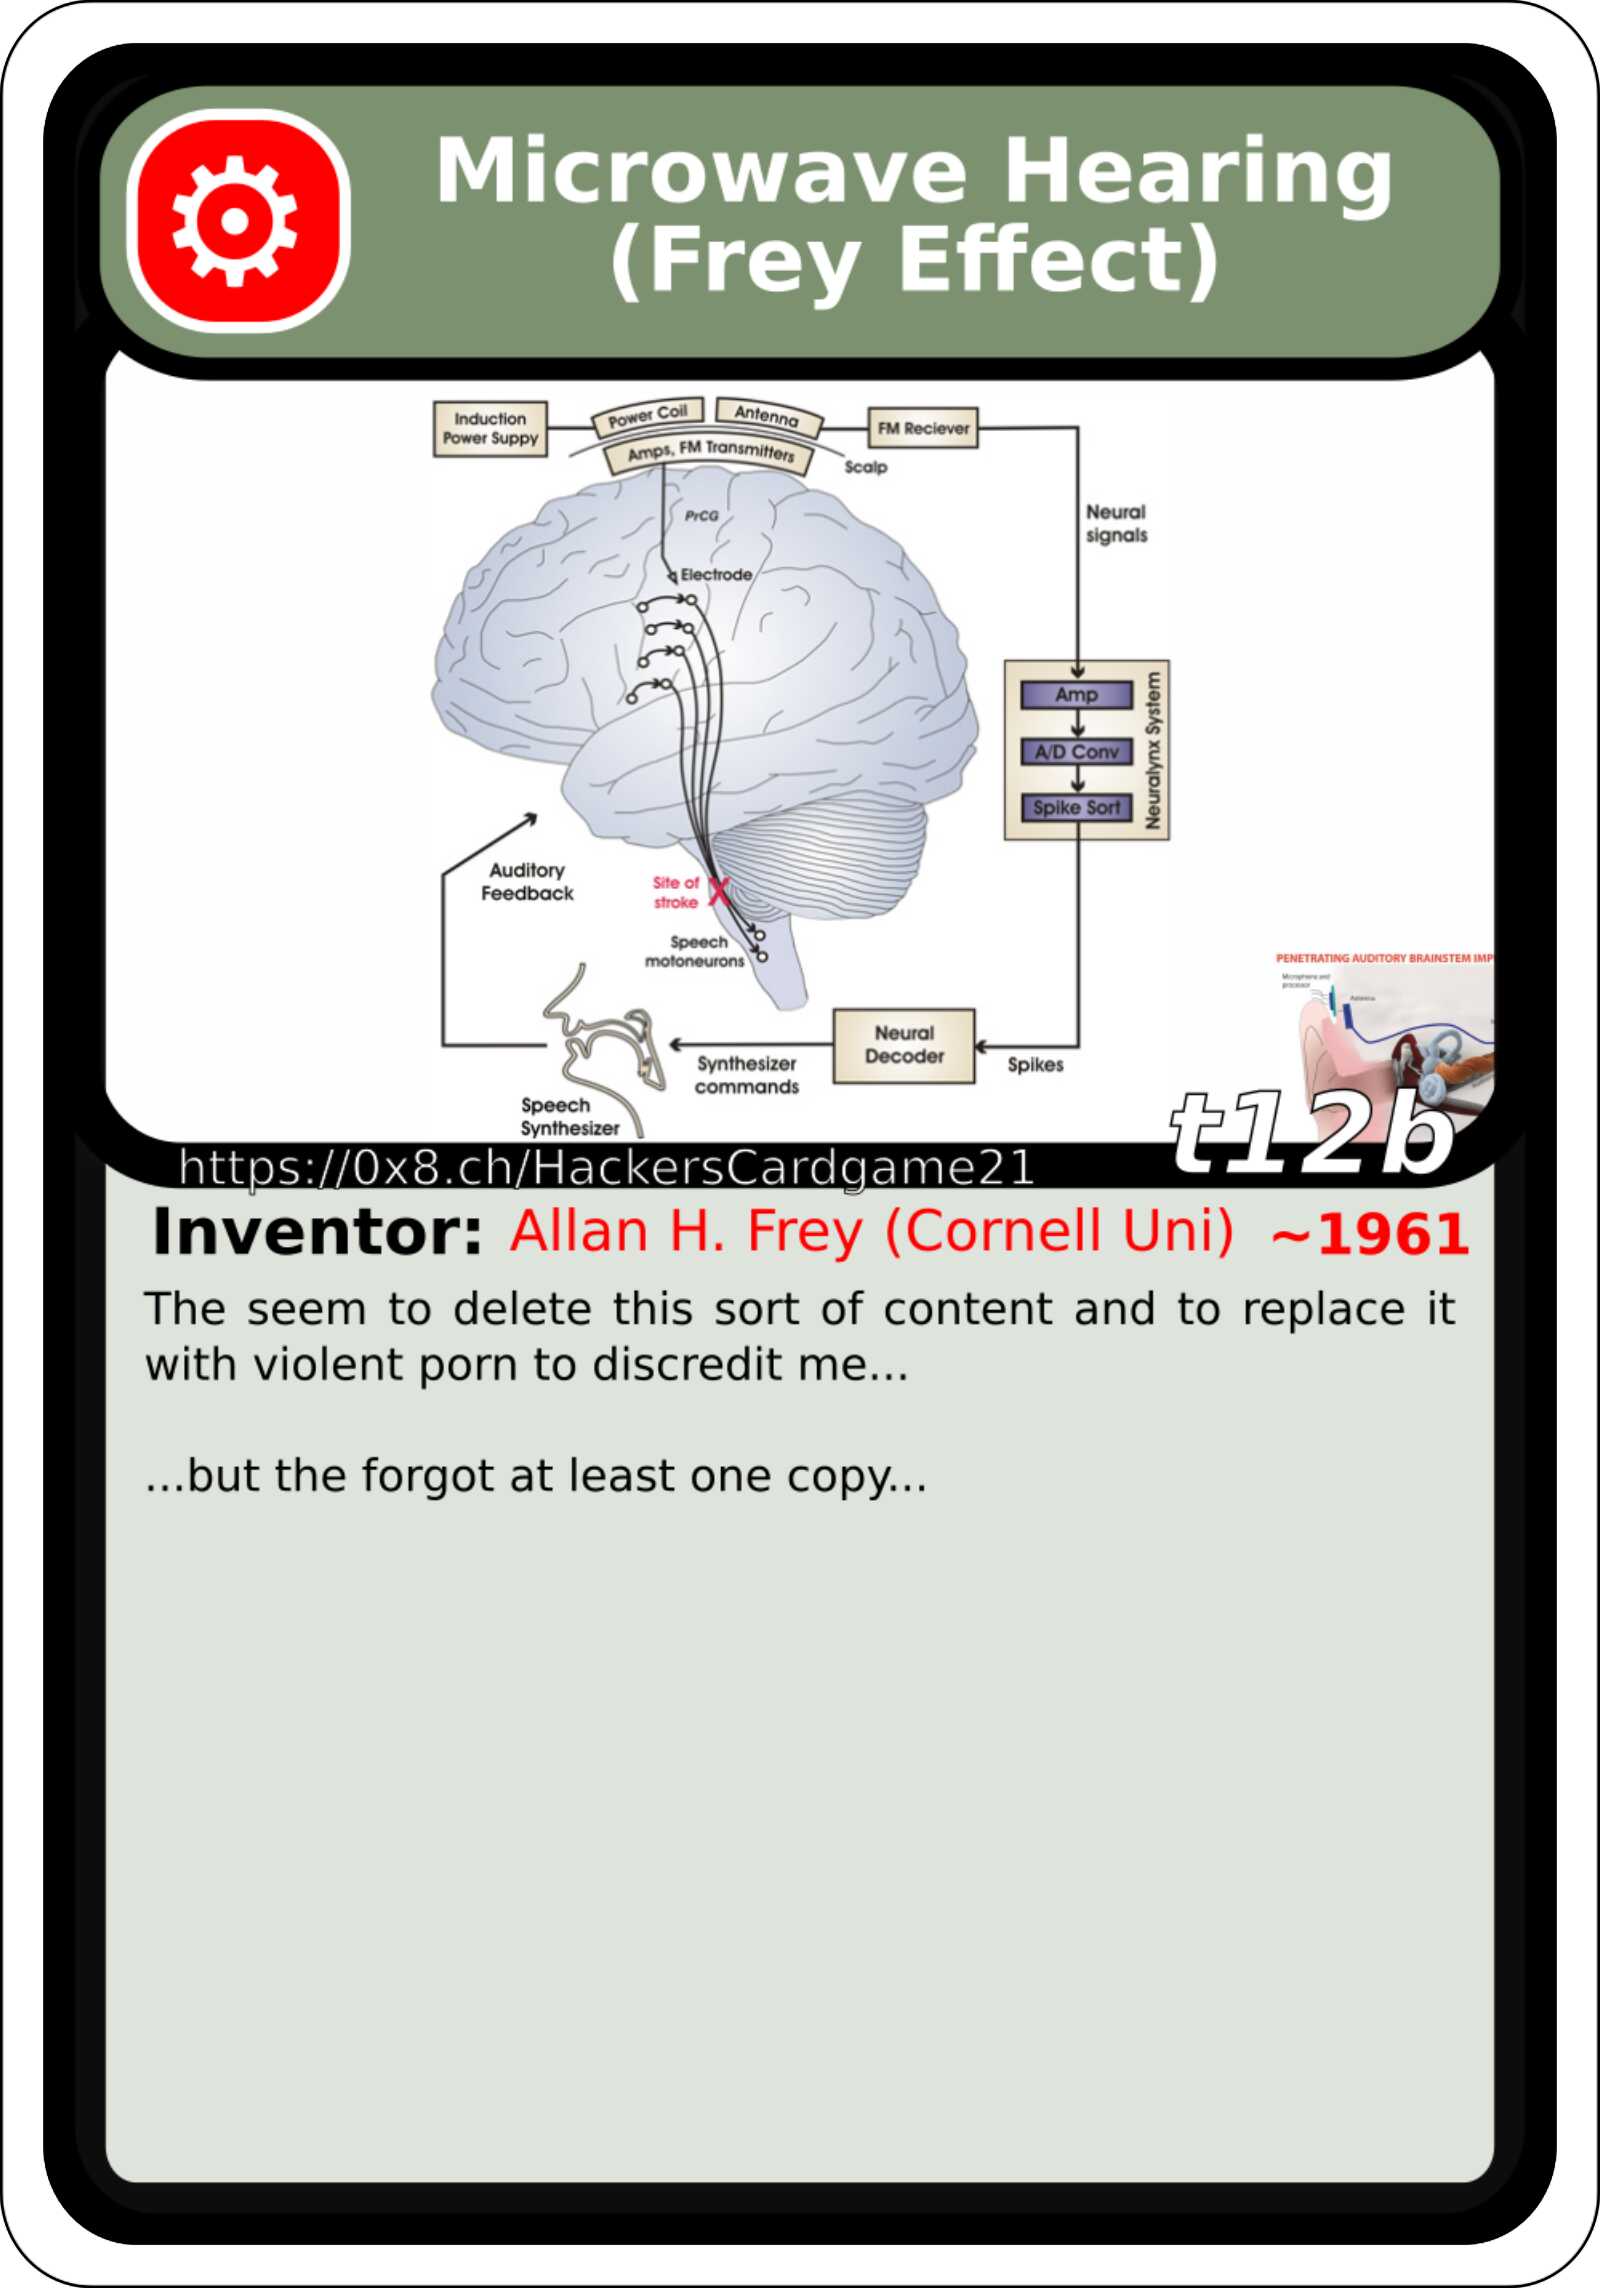 Microwave Hearing
(Frey Effect)
Induction
Power Suppy
Power Coil
Antenna
FM Reciever
Amps, FM Transmitters
Scalp
PrCG
Neural
signals
Electrode
Amp
A/D Conv
Spike Sort
Neuralynx System
Auditory
Feedback
Site of
stroke
X
Speech
motoneurons
PENETRATING AUDITORY BRAINSTEM IMP
Microphone and
processor
Antenna
Neural
Decoder
Synthesizer
commands
Spikes
Speech
Synthesizer
t12b
https://0x8.ch/HackersCardgame21
Inventor: Allan H. Frey (Cornell Uni) ~1961
The seem to delete this sort of content and to replace it
with violent porn to discredit me...
...but the forgot at least one copy...